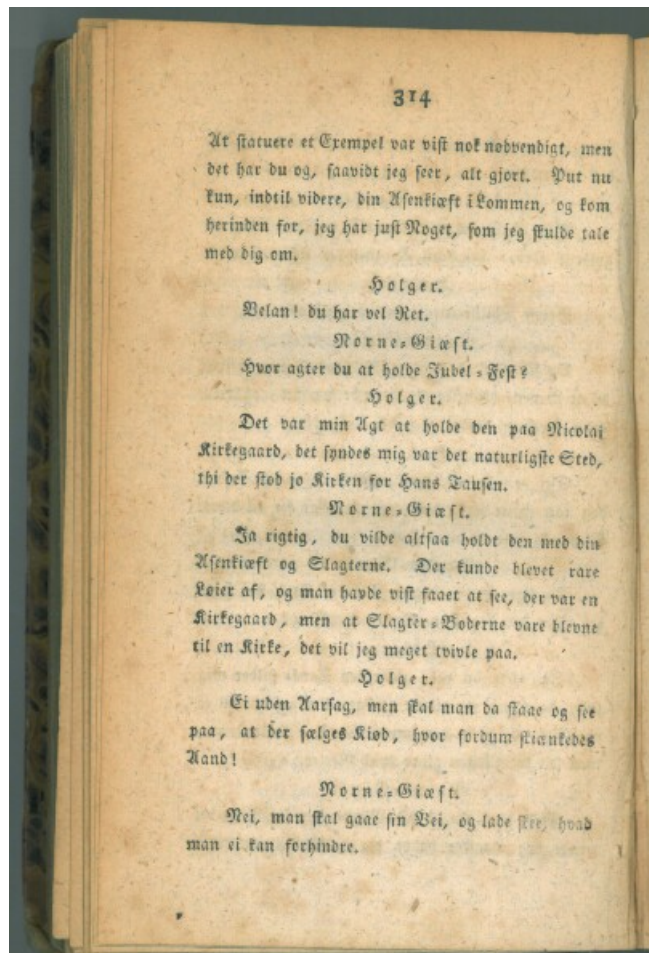 314
At statuere et Exempel var vist nok nødvendigt, men
det har du og, saavidt jeg seer, alt gjort. Put nu
kun, indtil videre, din Asenkiæft i Lommen, og kom
herinden for, jeg har just Noget, som jeg skulde tale
med dig om.
Holger.
Velan! du har vel Ret.
Norne-Giæst.
Hvor agter du at holde Jubel-Fest?
Holger.
Det var min Agt at holde den paa Nicolai
Kirkegaard, det syndes mig var det naturligste Sted,
thi der stod jo Kirken for Hans Tausen.
Norne-Giæst.
Ja rigtig, du vilde altsaa holdt den med din
Asenkiæft og Slagterne. Der kunde blevet rare
Løier af, og man havde vist faaet at see, der var en
Kirkegaard, men at Slagter-Boderne vare blevne
til en Kirke, det vil jeg meget tvivle paa.
Holger.
Ei uden Aarsag, men skal man da staae og see
paa, at der sælges Kiød, hvor fordum skiænkedes
Aand!
Norne-Giæst.
Nei, man skal gaae sin Vei, og lade skee, hvad
man ei kan forhindre.